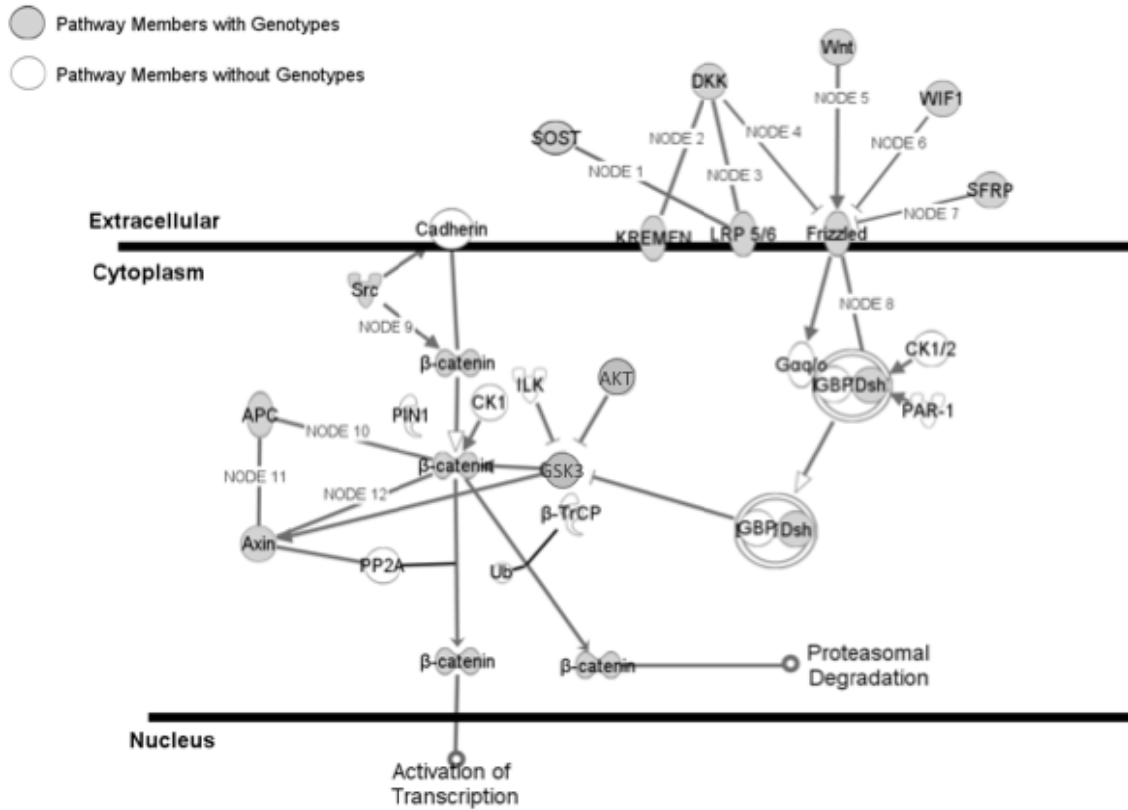 Pathway Members with Genotypes
Pathway Members without Genotypes
Wnt
DKK
WIF1
NODE 5
SOST
NODE 2
NODE 4
NODE 6
NODE 1
NODE 3
SFRP
NODE 7
Extracellular
Cadherin
KREMEN
LRP 5/6
Frizzled
Cytoplasm
Src
NODE 8
NODE 9
β-catenin
Gαq/o
CK1/2
ILK
AKT
GBP/Dsh
PAR-1
APC
PIN1
CK1
NODE 10
β-catenin
GSK3
NODE 11
NODE 12
β-TrCP
GBP/Dsh
Axin
PP2A
Ub
β-catenin
β-catenin
Proteasomal
Degradation
Nucleus
Activation of
Transcription